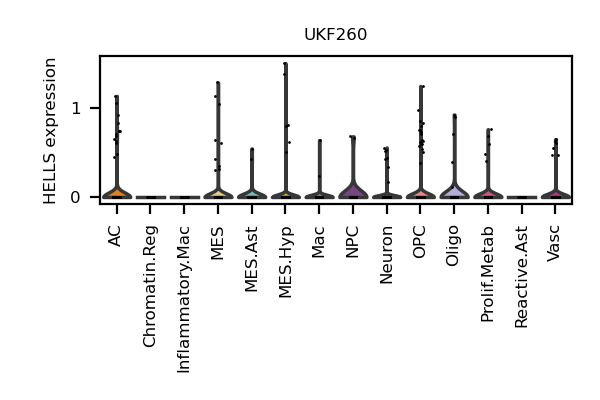 UKF260
HELLS expression
1
0
AC
Chromatin.Reg
Inflammatory.Mac
MES
MES.Ast
MES.Hyp
Mac
NPC
Neuron
OPC
Oligo
Prolif.Metab
Reactive.Ast
Vasc